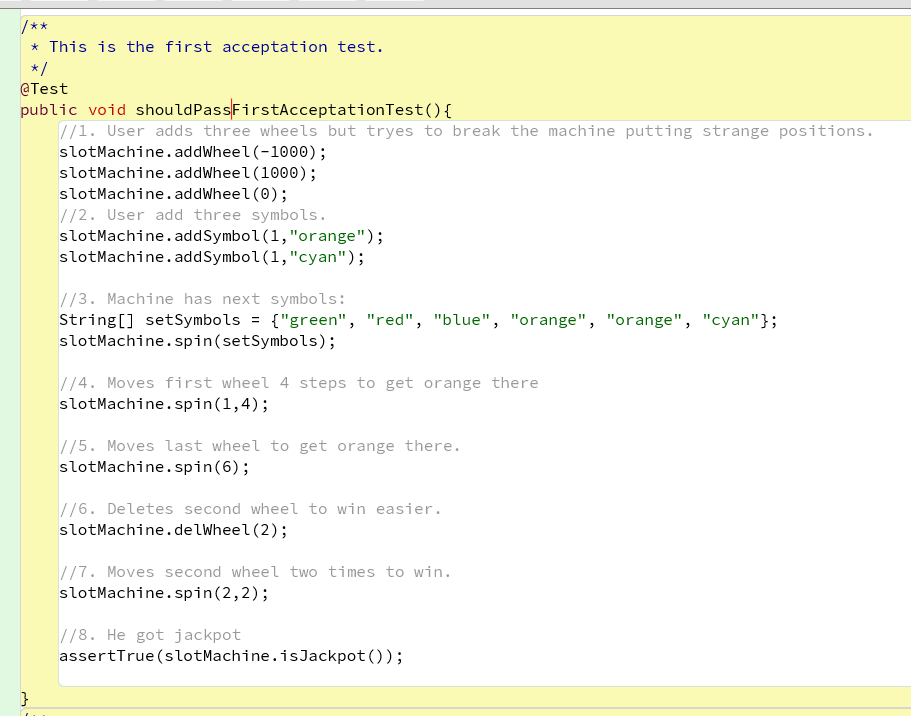 /**
 * This is the first acceptation test.
 */
@Test
public void shouldPassFirstAcceptationTest(){
    //1. User adds three wheels but tryes to break the machine putting strange positions.
    slotMachine.addWheel(-1000);
    slotMachine.addWheel(1000);
    slotMachine.addWheel(0);
    //2. User add three symbols.
    slotMachine.addSymbol(1,"orange");
    slotMachine.addSymbol(1,"cyan");
    //3. Machine has next symbols:
    String[] setSymbols = {"green", "red", "blue", "orange", "orange", "cyan"};
    slotMachine.spin(setSymbols);
    //4. Moves first wheel 4 steps to get orange there
    slotMachine.spin(1,4);
    //5. Moves last wheel to get orange there.
    slotMachine.spin(6);
    //6. Deletes second wheel to win easier.
    slotMachine.delWheel(2);
    //7. Moves second wheel two times to win.
    slotMachine.spin(2,2);
    //8. He got jackpot
    assertTrue(slotMachine.isJackpot());
}